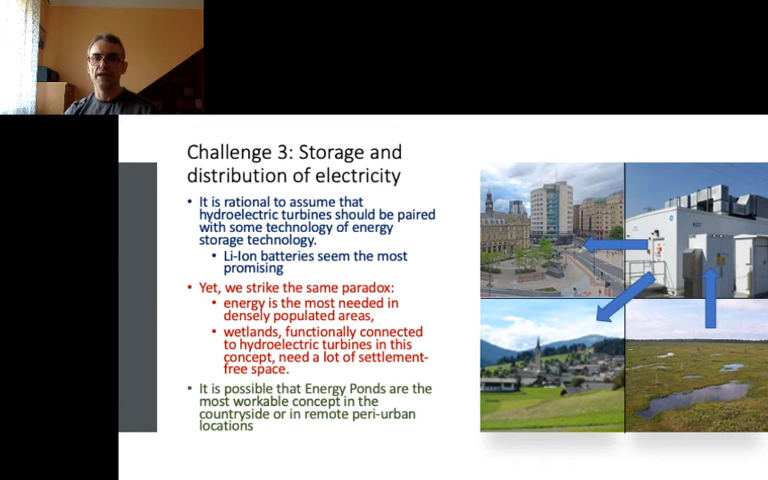 Challenge 3: Storage and
distribution of electricity
• It is rational to assume that
hydroelectric turbines should be paired
with some technology of energy
storage technology.
• Li-Ion batteries seem the most
promising
• Yet, we strike the same paradox:
• energy is the most needed in
densely populated areas,
• wetlands, functionally connected
to hydroelectric turbines in this
concept, need a lot of settlement-
free space.
• It is possible that Energy Ponds are the
most workable concept in the
countryside or in remote peri-urban
locations